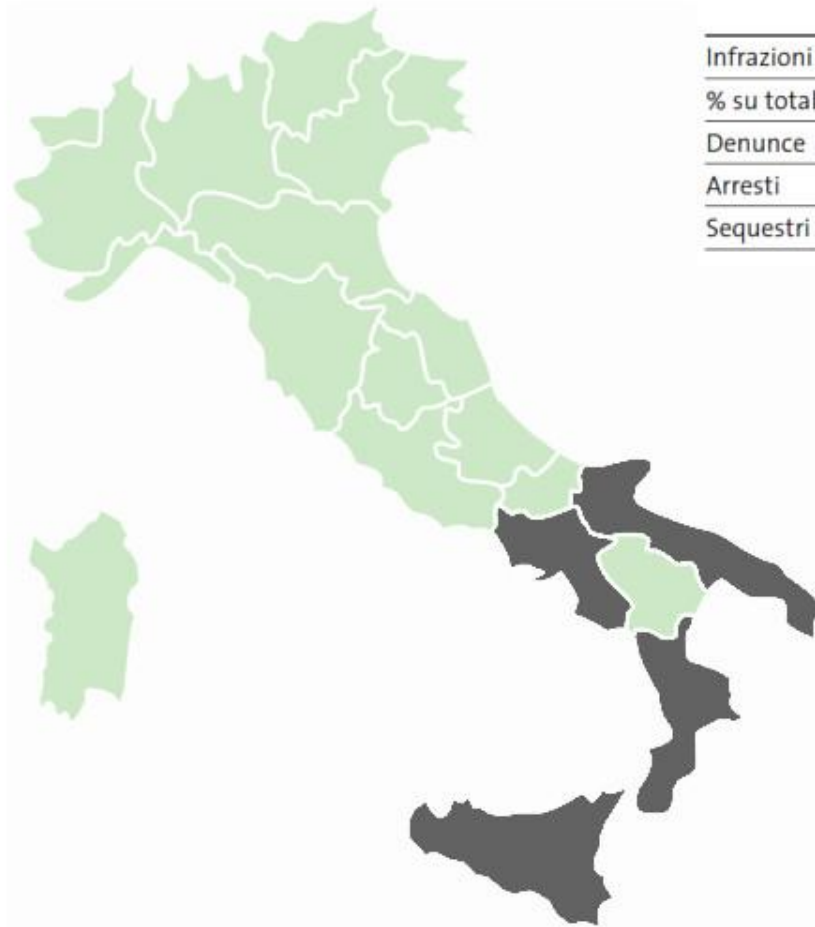 Infrazioni
% su total
Denunce
Arresti
Sequestri